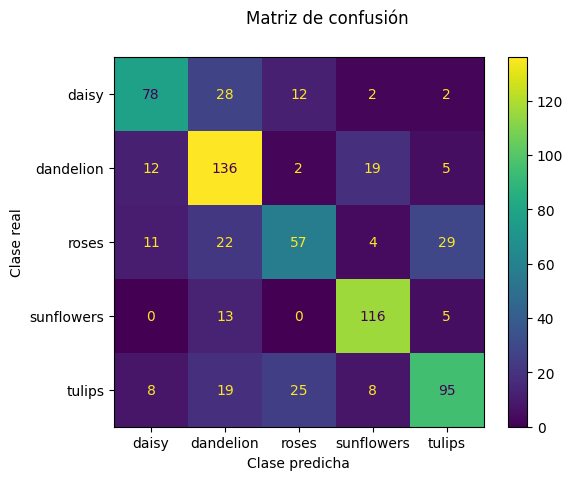 Matriz de confusión
daisy 78 28 12 2 2
dandelion 12 136 2 19 5
roses 11 22 57 4 29
sunflowers 0 13 0 116 5
tulips 8 19 25 8 95
daisy dandelion roses sunflowers tulips
Clase predicha
Clase real
120
100
80
60
40
20
0